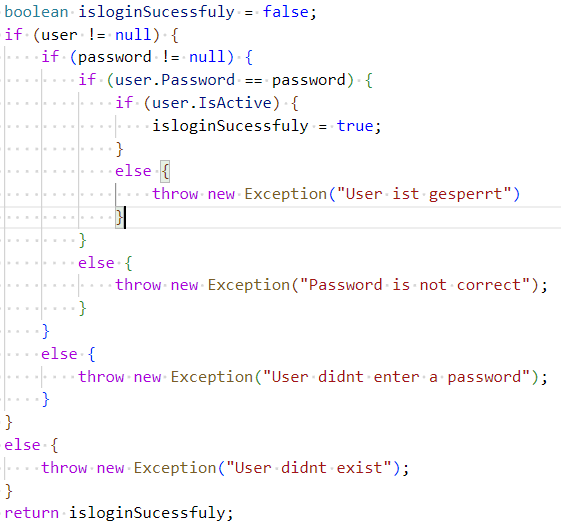 boolean isloginSucessfuly = false;
if (user != null) {
    if (password != null) {
        if (user.Password == password) {
            if (user.IsActive) {
                isloginSucessfuly = true;
            }
            else {
                throw new Exception("User ist gesperrt")
            }
        }
        else {
            throw new Exception("Password is not correct");
        }
    }
    else {
        throw new Exception("User didnt enter a password");
    }
}
else {
    throw new Exception("User didnt exist");
}
return isloginSucessfuly;